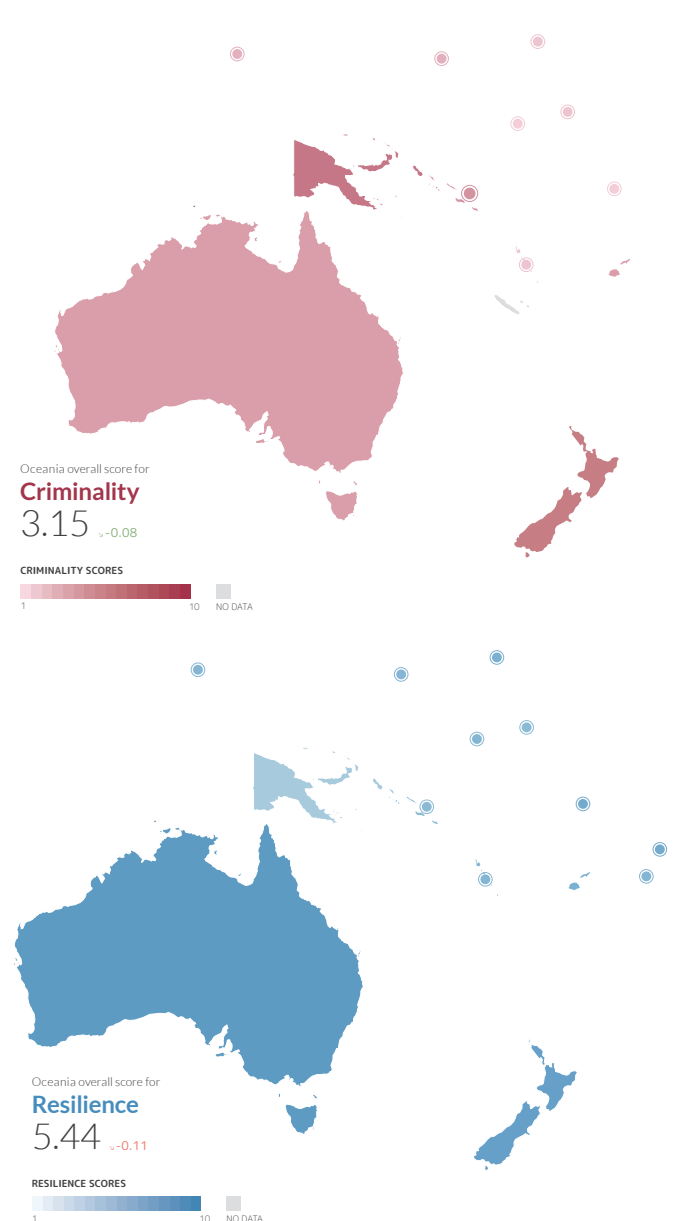 Oceania overall score for
Criminality
3.15 -0.08
CRIMINALITY SCORES
1 10 NO DATA
Oceania overall score for
Resilience
5.44 -0.11
RESILIENCE SCORES
1 10 NO DATA